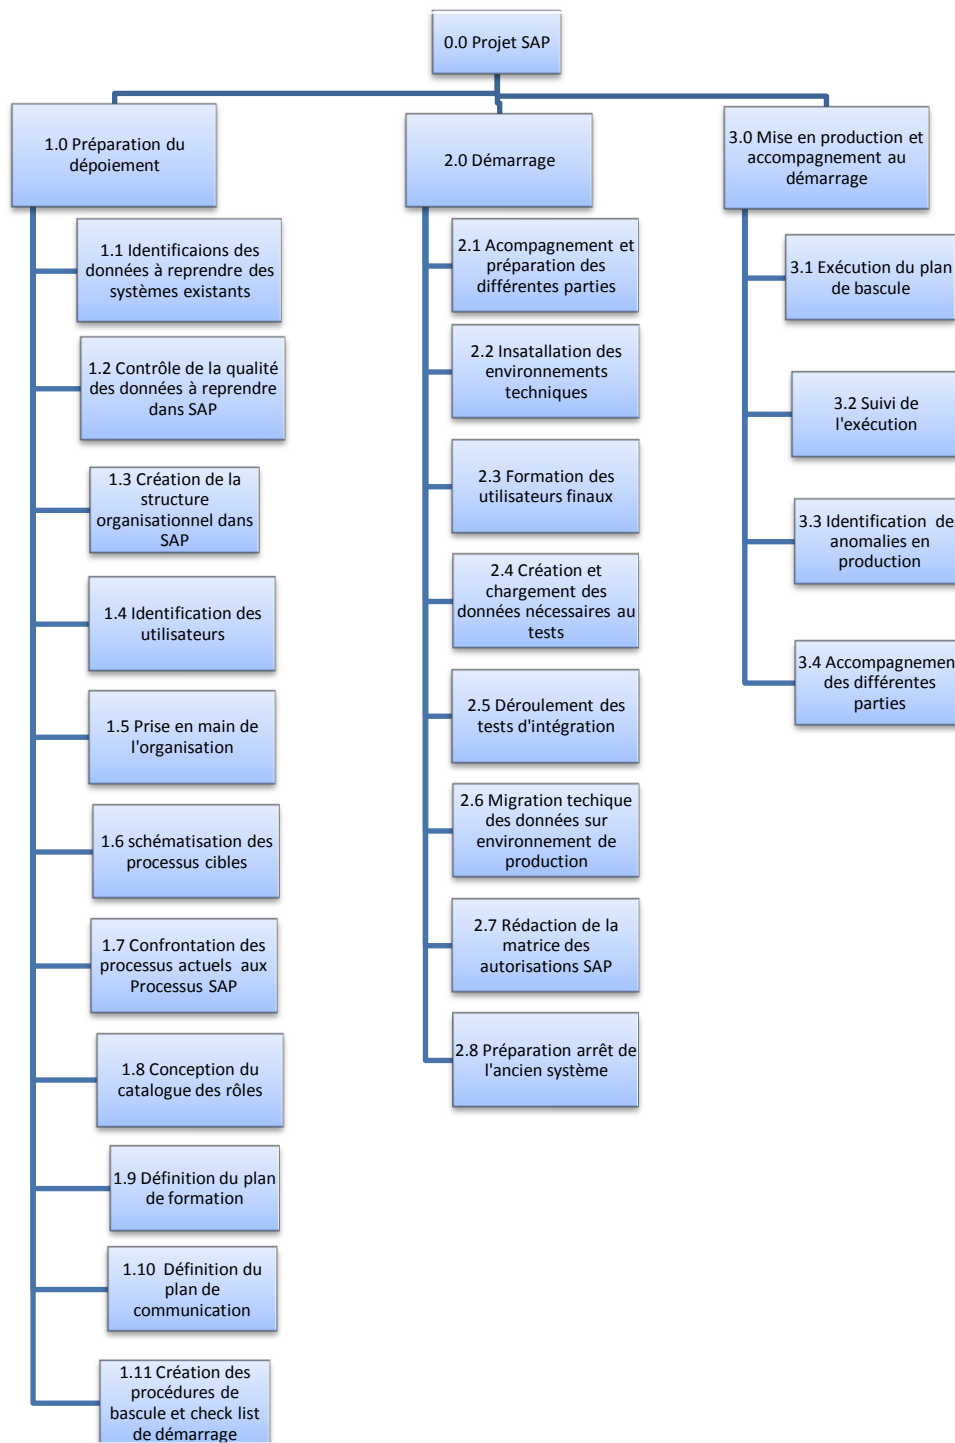 0.0 Projet SAP
1.0 Préparation du
dépoiement
2.0 Démarrage
3.0 Mise en production et
accompagnement au
démarrage
1.1 Identificaions des
données à reprendre des
systèmes existants
1.2 Contrôle de la qualité
des données à reprendre
dans SAP
1.3 Création de la
structure
organisationnel dans
SAP
1.4 Identification des
utilisateurs
1.5 Prise en main de
l'organisation
1.6 schématisation des
processus cibles
1.7 Confrontation des
processus actuels aux
Processus SAP
1.8 Conception du
catalogue des rôles
1.9 Définition du plan
de formation
1.10 Définition du
plan de
communication
1.11 Création des
procédures de
bascule et check list
de démarrage
2.1 Acompagnement et
préparation des
différentes parties
2.2 Insatallation des
environnements
techniques
2.3 Formation des
utilisateurs finaux
2.4 Création et
chargement des
données nécessaires au
tests
2.5 Déroulement des
tests d'intégration
2.6 Migration techique
des données sur
environnement de
production
2.7 Rédaction de la
matrice des
autorisations SAP
2.8 Préparation arrêt de
l'ancien système
3.1 Exécution du plan
de bascule
3.2 Suivi de
l'exécution
3.3 Identification des
anomalies en
production
3.4 Accompagnemen
des différentes
parties